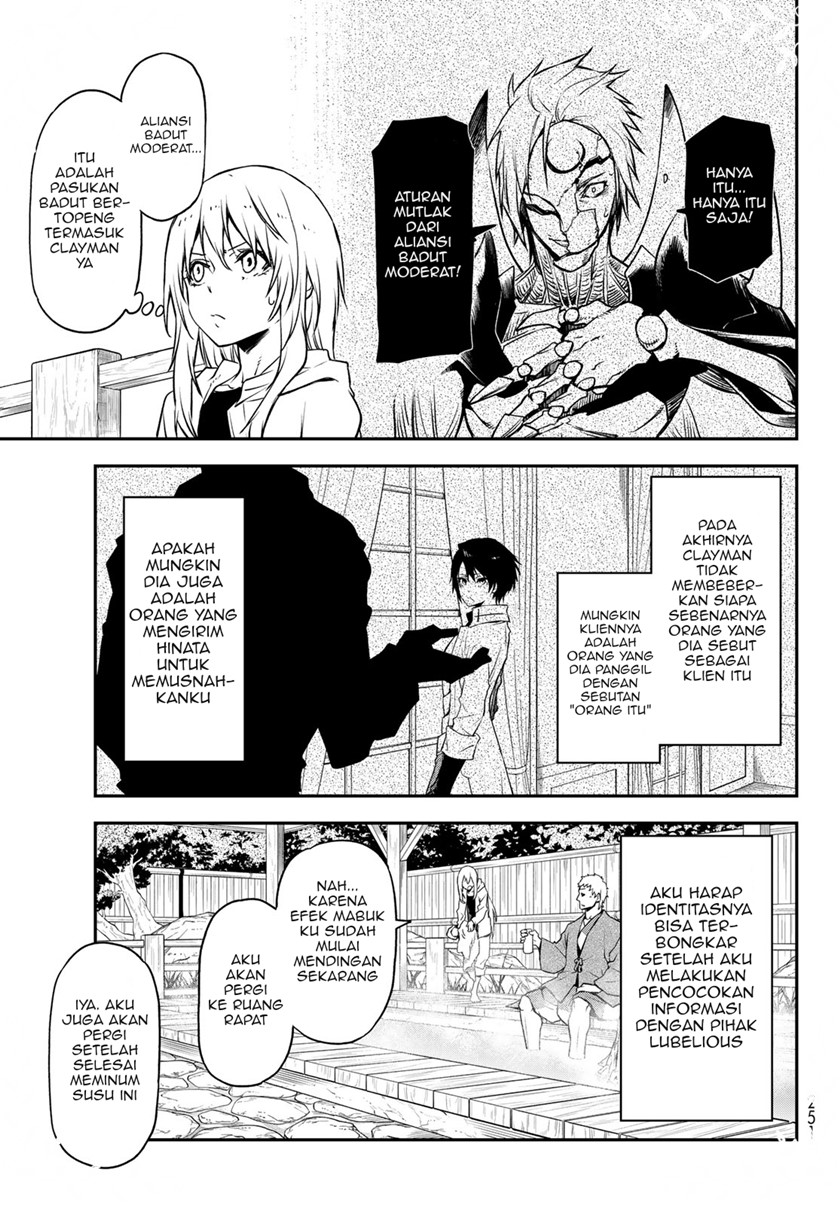 HANYA
ITU...
HANYA ITU
SAJA!
ATURAN
MUTLAK
DARI
ALIANSI
BADUT
MODERAT!
ALIANSI
BADUT
MODERAT...
ITU
ADALAH
PASUKAN
BADUT BER-
TOPENG
TERMASUK
CLAYMAN
YA
PADA
AKHIRNYA
CLAYMAN
TIDAK
MEMBEBER-
KAN SIAPA
SEBENARNYA
ORANG YANG
DIA SEBUT
SEBAGAI
KLIEN ITU
MUNGKIN
KLIENNYA
ADALAH
ORANG YANG
DIA PANGGIL
DENGAN
SEBUTAN
"ORANG ITU"
APAKAH
MUNGKIN
DIA JUGA
ADALAH
ORANG YANG
MENGIRIM
HINATA
UNTUK
MEMUSNAH-
KANKU
AKU HARAP
IDENTITASNYA
BISA TER-
BONGKAR
SETELAH AKU
MELAKUKAN
PENCOCOKAN
INFORMASI
DENGAN PIHAK
LUBELIOUS
NAH...
KARENA
EFEK MABUK
KU SUDAH
MULAI
MENDINGAN
SEKARANG
AKU
AKAN
PERGI
KE RUANG
RAPAT
IYA. AKU
JUGA AKAN
PERGI
SETELAH
SELESAI
MEMINUM
SUSU INI